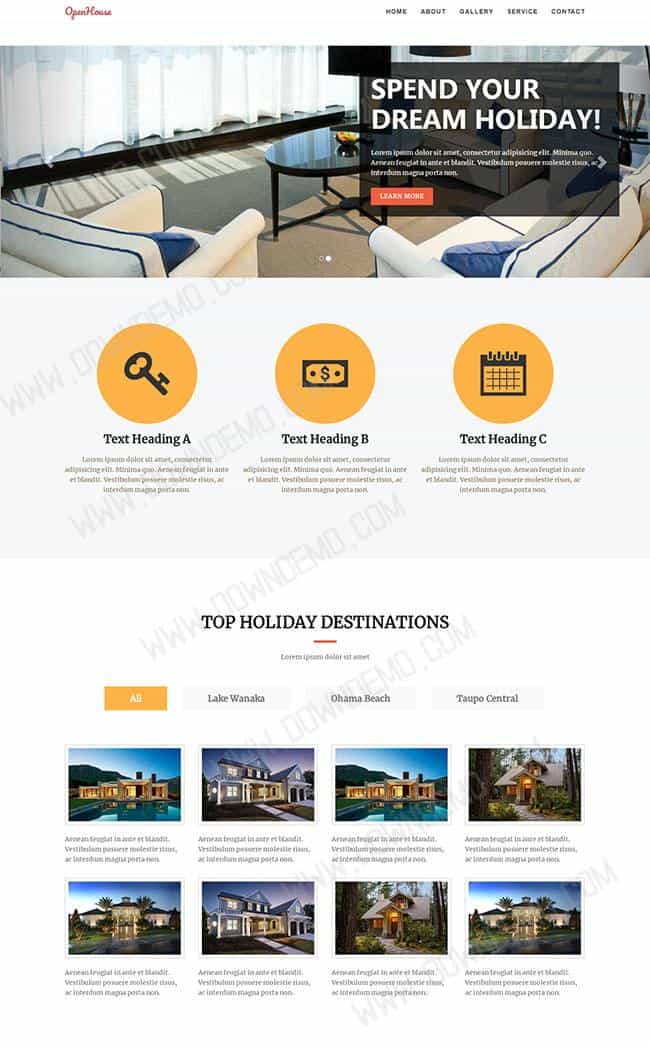 OpenHouse
HOME ABOUT GALLERY SERVICE CONTACT
SPEND YOUR
DREAM HOLIDAY!
Lorem ipsum dolor sit amet, consectetur adipisicing elit. Minima quo.
Aenean feugiat in ante et blandit. Vestibulum posuere molestie risus, ac
interdum magna porta non.
LEARN MORE
Text Heading A
Lorem ipsum dolor sit amet, consectetur
adipisicing elit. Minima quo. Aenean feugiat in ante
et blandit. Vestibulum posuere molestie risus, ac
interdum magna porta non.
Text Heading B
Lorem ipsum dolor sit amet, consectetur
adipisicing elit. Minima quo. Aenean feugiat in ante
et blandit. Vestibulum posuere molestie risus, ac
interdum magna porta non.
Text Heading C
Lorem ipsum dolor sit amet, consectetur
adipisicing elit. Minima quo. Aenean feugiat in ante
et blandit. Vestibulum posuere molestie risus, ac
interdum magna porta non.
TOP HOLIDAY DESTINATIONS
Lorem ipsum dolor sit amet
All
Lake Wanaka
Ohama Beach
Taupo Central
Aenean feugiat in ante et blandit.
Vestibulum posuere molestie risus,
ac interdum magna porta non.
Aenean feugiat in ante et blandit.
Vestibulum posuere molestie risus,
ac interdum magna porta non.
Aenean feugiat in ante et blandit.
Vestibulum posuere molestie risus,
ac interdum magna porta non.
Aenean feugiat in ante et blandit.
Vestibulum posuere molestie risus,
ac interdum magna porta non.
Aenean feugiat in ante et blandit.
Vestibulum posuere molestie risus,
ac interdum magna porta non.
Aenean feugiat in ante et blandit.
Vestibulum posuere molestie risus,
ac interdum magna porta non.
Aenean feugiat in ante et blandit.
Vestibulum posuere molestie risus,
ac interdum magna porta non.
Aenean feugiat in ante et blandit.
Vestibulum posuere molestie risus,
ac interdum magna porta non.
WWW.DOWNDEMO.COM
WWW.DOWNDEMO.COM
WWW.DOWNDEMO.COM
WWW.DOWNDEMO.COM
WWW.DOWNDEMO.COM